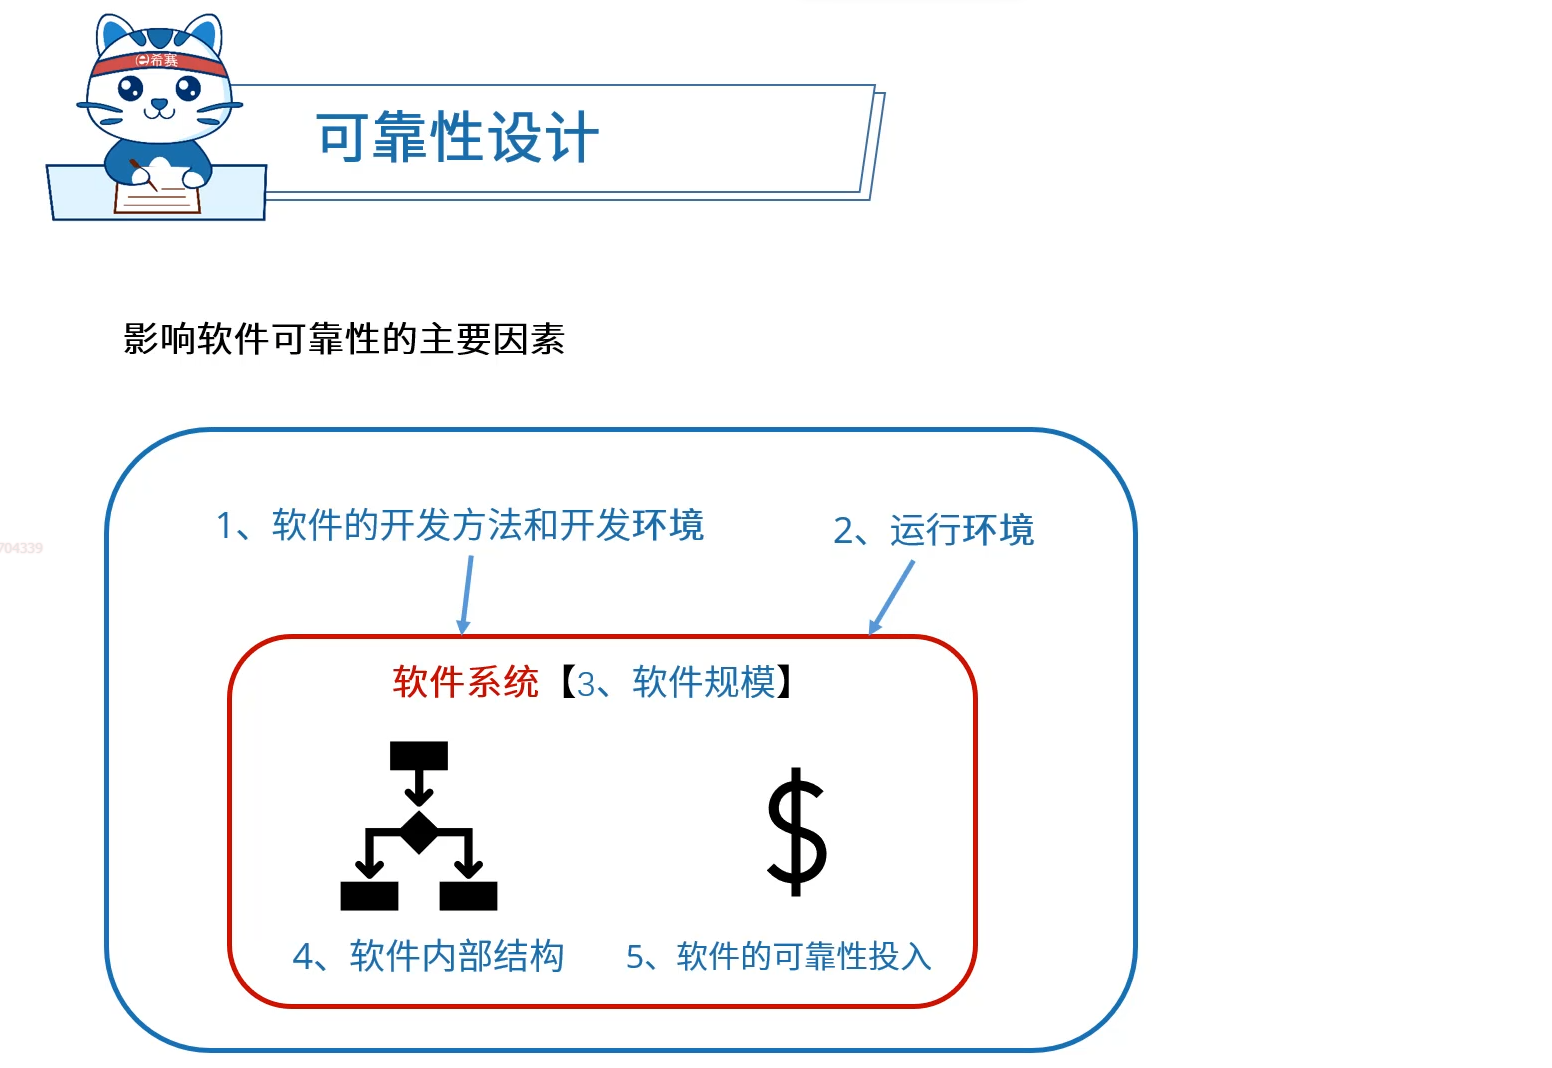 希赛
可靠性设计
影响软件可靠性的主要因素
1、软件的开发方法和开发环境
2、运行环境
704339
软件系统【3、软件规模】
4、软件内部结构
5、软件的可靠性投入